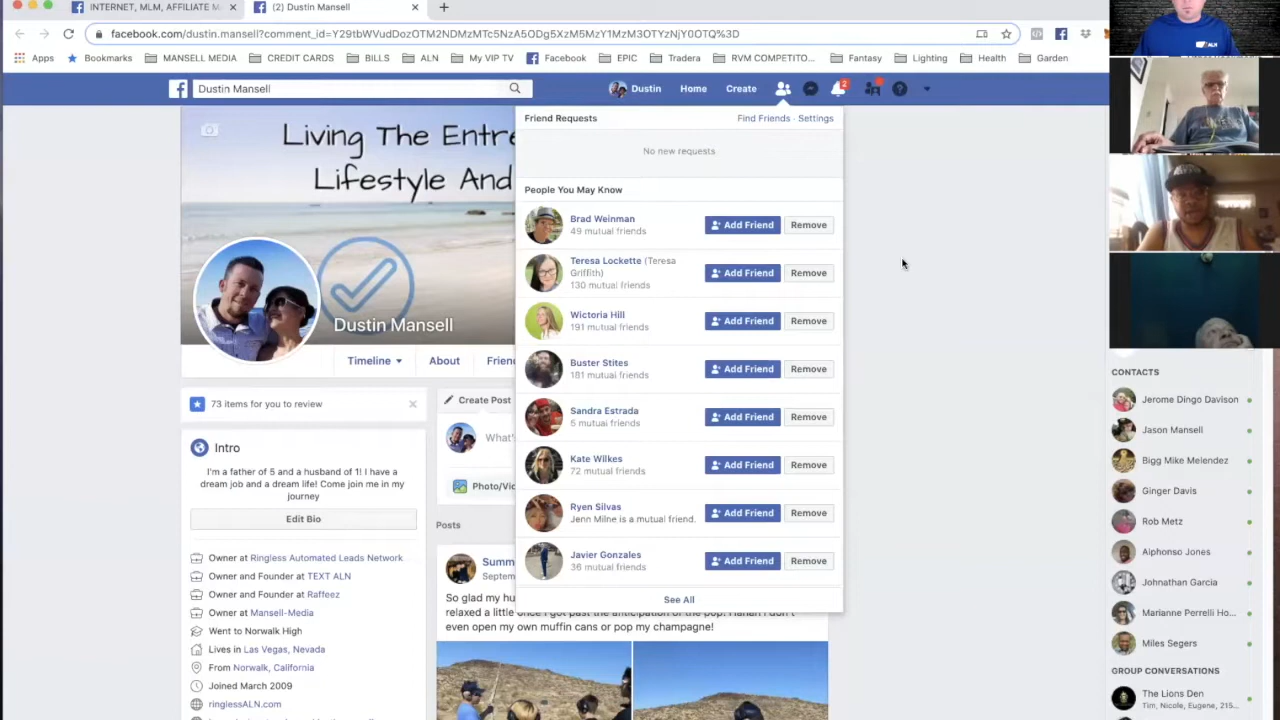 INTERNET, MLM, AFFILIATE M
(2) Dustin Mansell
Apps
Bookmarks
MANSELL MEDIA
CREDIT CARDS
BILLS
ALN
My VIP TV
Facebook
EPIC
Tradera
RVM COMPETITO...
Fantasy
Lighting
Health
Garden
Dustin Mansell
Dustin
Home
Create
2
Friend Requests
Find Friends · Settings
No new requests
People You May Know
Brad Weinman
49 mutual friends
Add Friend
Remove
Teresa Lockette (Teresa
Griffith)
130 mutual friends
Add Friend
Remove
Wictoria Hill
191 mutual friends
Add Friend
Remove
Buster Stites
181 mutual friends
Add Friend
Remove
Sandra Estrada
5 mutual friends
Add Friend
Remove
Kate Wilkes
72 mutual friends
Add Friend
Remove
Ryen Silvas
Jenn Milne is a mutual friend.
Add Friend
Remove
Javier Gonzales
36 mutual friends
Add Friend
Remove
See All
Living The Entre
Lifestyle And
Dustin Mansell
Timeline
About
Frien
73 items for you to review
Intro
I'm a father of 5 and a husband of 1! I have a
dream job and a dream life! Come join me in my
journey
Edit Bio
Owner at Ringless Automated Leads Network
Owner and Founder at TEXT ALN
Owner and Founder at Raffeez
Owner at Mansell-Media
Went to Norwalk High
Lives in Las Vegas, Nevada
From Norwalk, California
Joined March 2009
ringlessALN.com
Create Post
What'
Photo/Vid
Posts
Summ
Septem
So glad my hu
even open my own muffin cans or pop my champagne!
ALN
CONTACTS
Jerome Dingo Davison
Jason Mansell
Bigg Mike Melendez
Ginger Davis
Rob Metz
Alphonso Jones
Johnathan Garcia
Marianne Perrelli Ho...
Miles Segers
GROUP CONVERSATIONS
The Lions Den
Tim, Nicole, Eugene, 215...